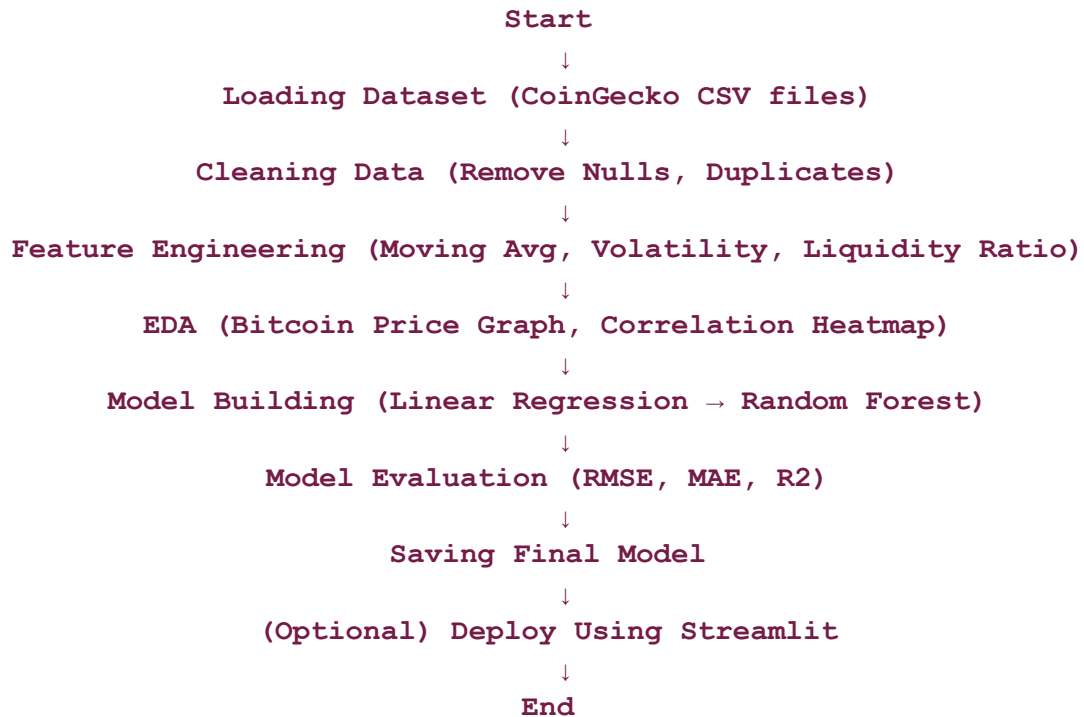 Start
↓
Loading Dataset (CoinGecko CSV files)
↓
Cleaning Data (Remove Nulls, Duplicates)
↓
Feature Engineering (Moving Avg, Volatility, Liquidity Ratio)
↓
EDA (Bitcoin Price Graph, Correlation Heatmap)
↓
Model Building (Linear Regression → Random Forest)
↓
Model Evaluation (RMSE, MAE, R2)
↓
Saving Final Model
↓
(Optional) Deploy Using Streamlit
↓
End